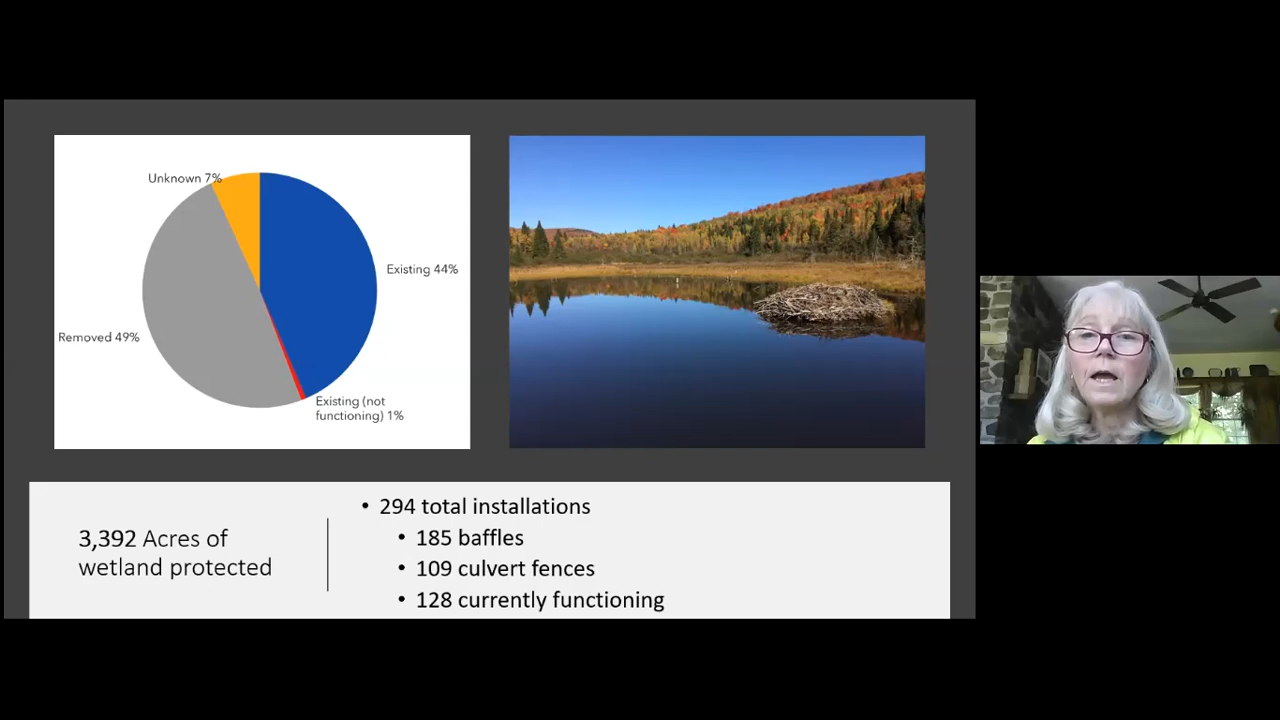 Unknown 7%
Existing 44%
Removed 49%
Existing (not
functioning) 1%
3,392 Acres of
wetland protected
• 294 total installations
• 185 baffles
• 109 culvert fences
• 128 currently functioning